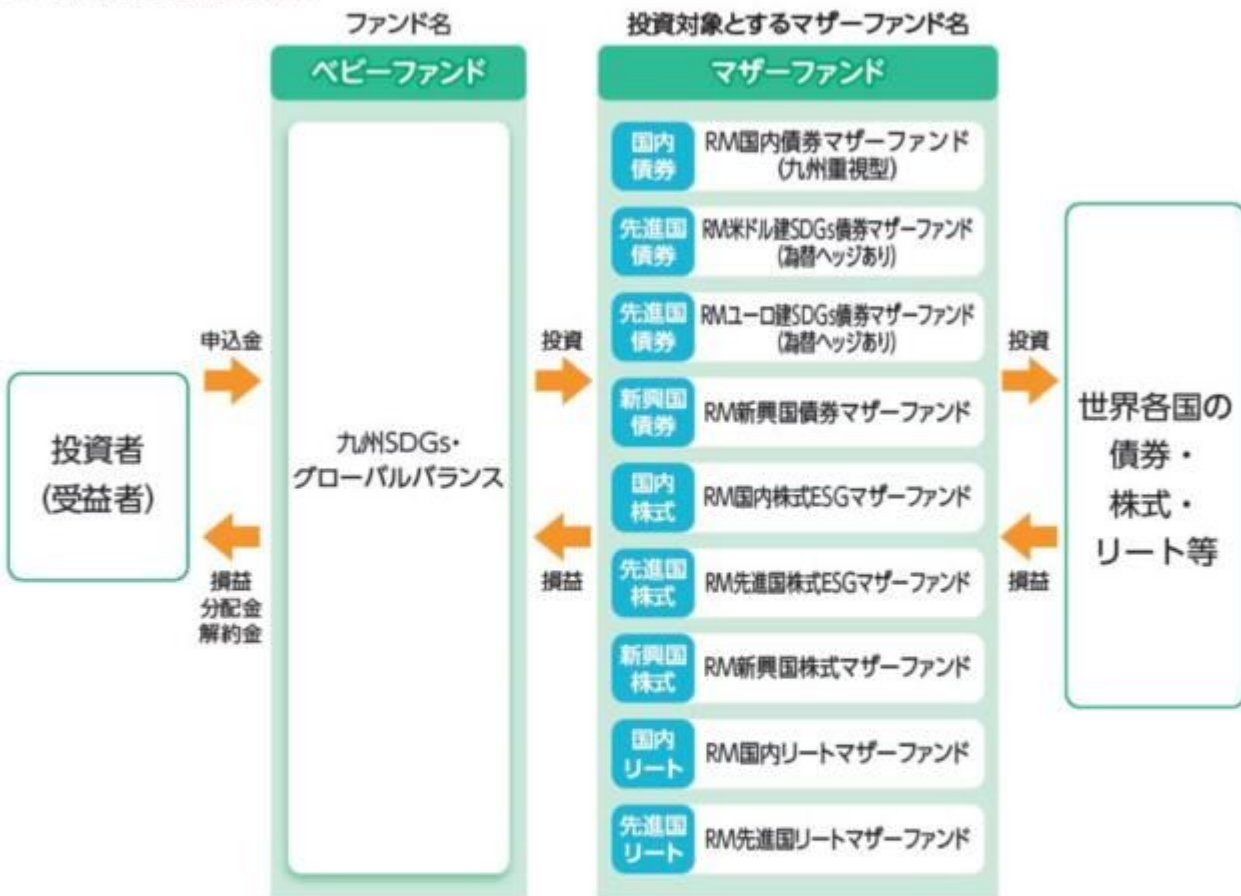 ファンド名
投資対象とするマザーファンド名
ベビーファンド
マザーファンド
投資者
(受益者)
申込金
損益
分配金
解約金
九州SDGs・
グローバルバランス
投資
損益
国内
債券
RM国内債券マザーファンド
(九州重視型)
先進国
債券
RM米ドル建SDGs債券マザーファンド
(為替ヘッジあり)
先進国
債券
RMユーロ建SDGs債券マザーファンド
(為替ヘッジあり)
新興国
債券
RM新興国債券マザーファンド
国内
株式
RM国内株式ESGマザーファンド
先進国
株式
RM先進国株式ESGマザーファンド
新興国
株式
RM新興国株式マザーファンド
国内
リート
RM国内リートマザーファンド
先進国
リート
RM先進国リートマザーファンド
投資
損益
世界各国の
債券・
株式・
リート等